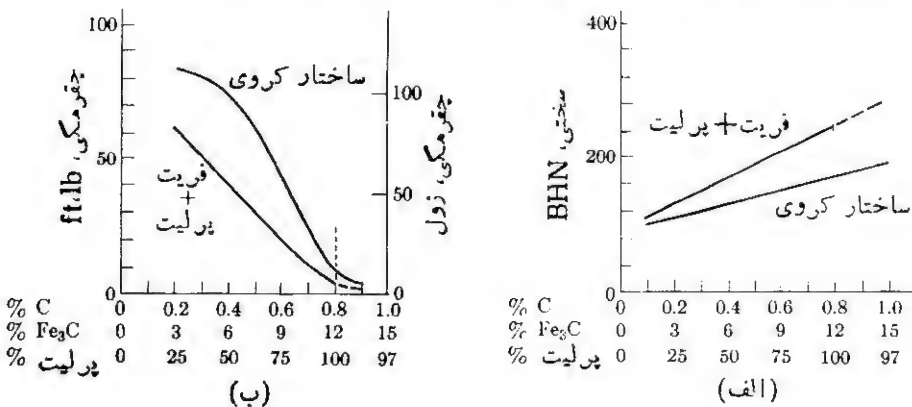 100
50
0
چقرمگی، ft.lb
ساختار کروی
فریت
+
پرلیت
100
50
0
چقرمگی، ژول
% C 0 0.2 0.4 0.6 0.8 1.0
% Fe₃C 0 3 6 9 12 15
% پرلیت 0 25 50 75 100 97
(ب)
400
200
0
سختی، BHN
فریت + پرلیت
ساختار کروی
% C 0 0.2 0.4 0.6 0.8 1.0
% Fe₃C 0 3 6 9 12 15
% پرلیت 0 25 50 75 100 97
(الف)